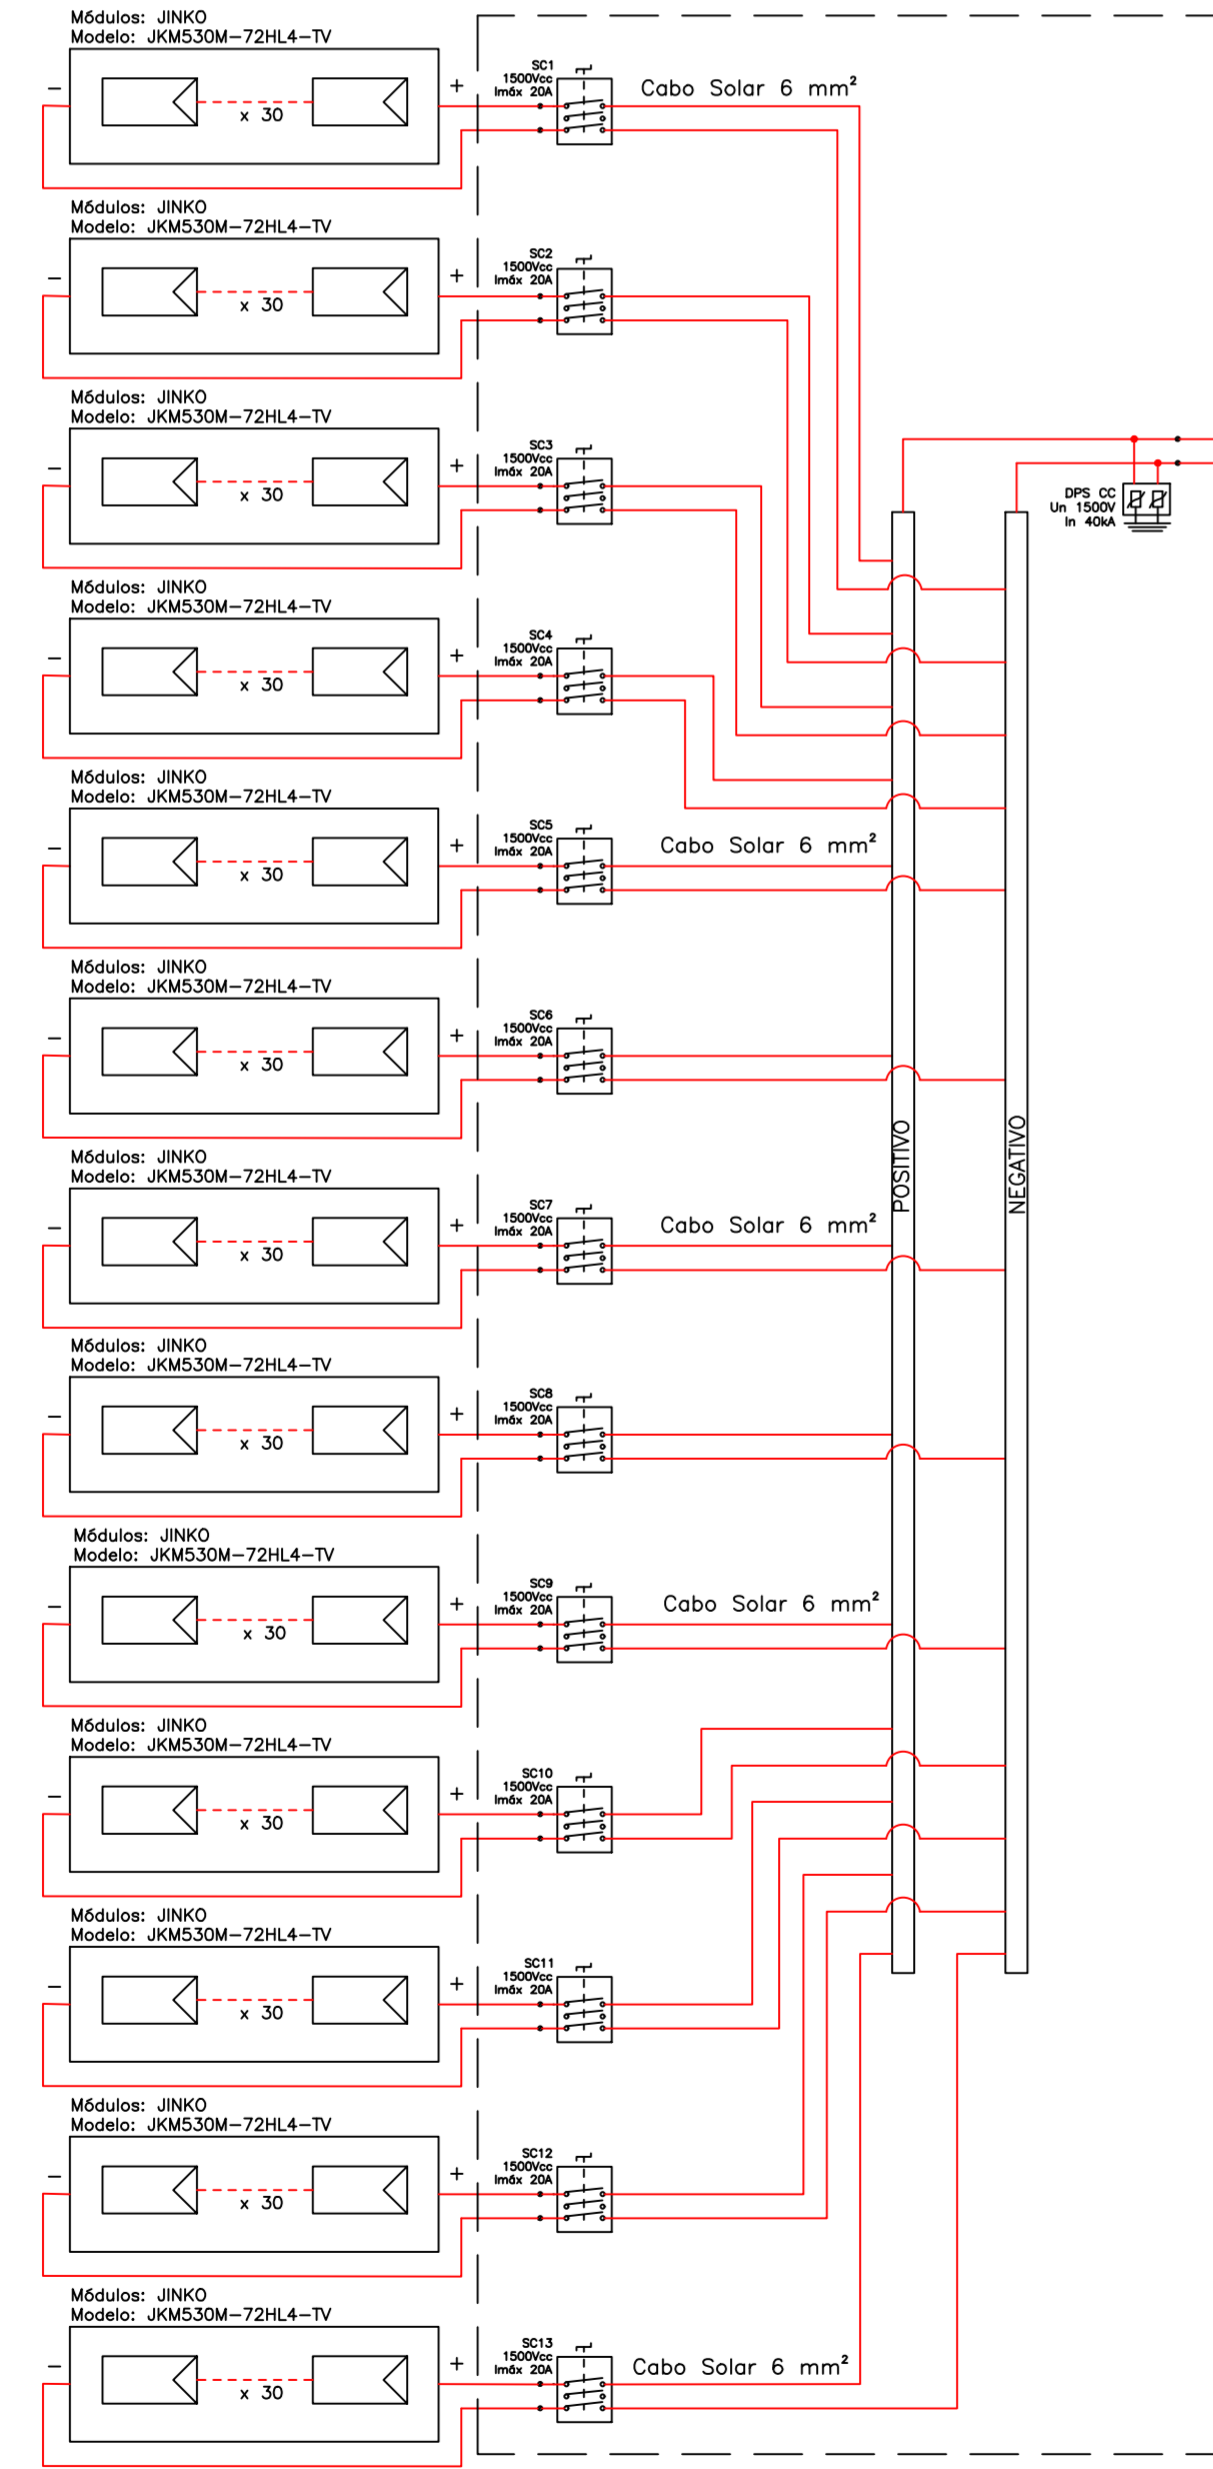 Módulos: JINKO
Modelo: JKM530M-72HL4-TV
- +
x 30
SC1
1500Vcc
Imáx 20A
Cabo Solar 6 mm²
Módulos: JINKO
Modelo: JKM530M-72HL4-TV
- +
x 30
SC2
1500Vcc
Imáx 20A
Módulos: JINKO
Modelo: JKM530M-72HL4-TV
- +
x 30
SC3
1500Vcc
Imáx 20A
DPS CC
Un 1500V
In 40kA
Módulos: JINKO
Modelo: JKM530M-72HL4-TV
- +
x 30
SC4
1500Vcc
Imáx 20A
Módulos: JINKO
Modelo: JKM530M-72HL4-TV
- +
x 30
SC5
1500Vcc
Imáx 20A
Cabo Solar 6 mm²
Módulos: JINKO
Modelo: JKM530M-72HL4-TV
- +
x 30
SC6
1500Vcc
Imáx 20A
POSITIVO
NEGATIVO
Módulos: JINKO
Modelo: JKM530M-72HL4-TV
- +
x 30
SC7
1500Vcc
Imáx 20A
Cabo Solar 6 mm²
Módulos: JINKO
Modelo: JKM530M-72HL4-TV
- +
x 30
SC8
1500Vcc
Imáx 20A
Módulos: JINKO
Modelo: JKM530M-72HL4-TV
- +
x 30
SC9
1500Vcc
Imáx 20A
Cabo Solar 6 mm²
Módulos: JINKO
Modelo: JKM530M-72HL4-TV
- +
x 30
SC10
1500Vcc
Imáx 20A
Módulos: JINKO
Modelo: JKM530M-72HL4-TV
- +
x 30
SC11
1500Vcc
Imáx 20A
Módulos: JINKO
Modelo: JKM530M-72HL4-TV
- +
x 30
SC12
1500Vcc
Imáx 20A
Módulos: JINKO
Modelo: JKM530M-72HL4-TV
- +
x 30
SC13
1500Vcc
Imáx 20A
Cabo Solar 6 mm²